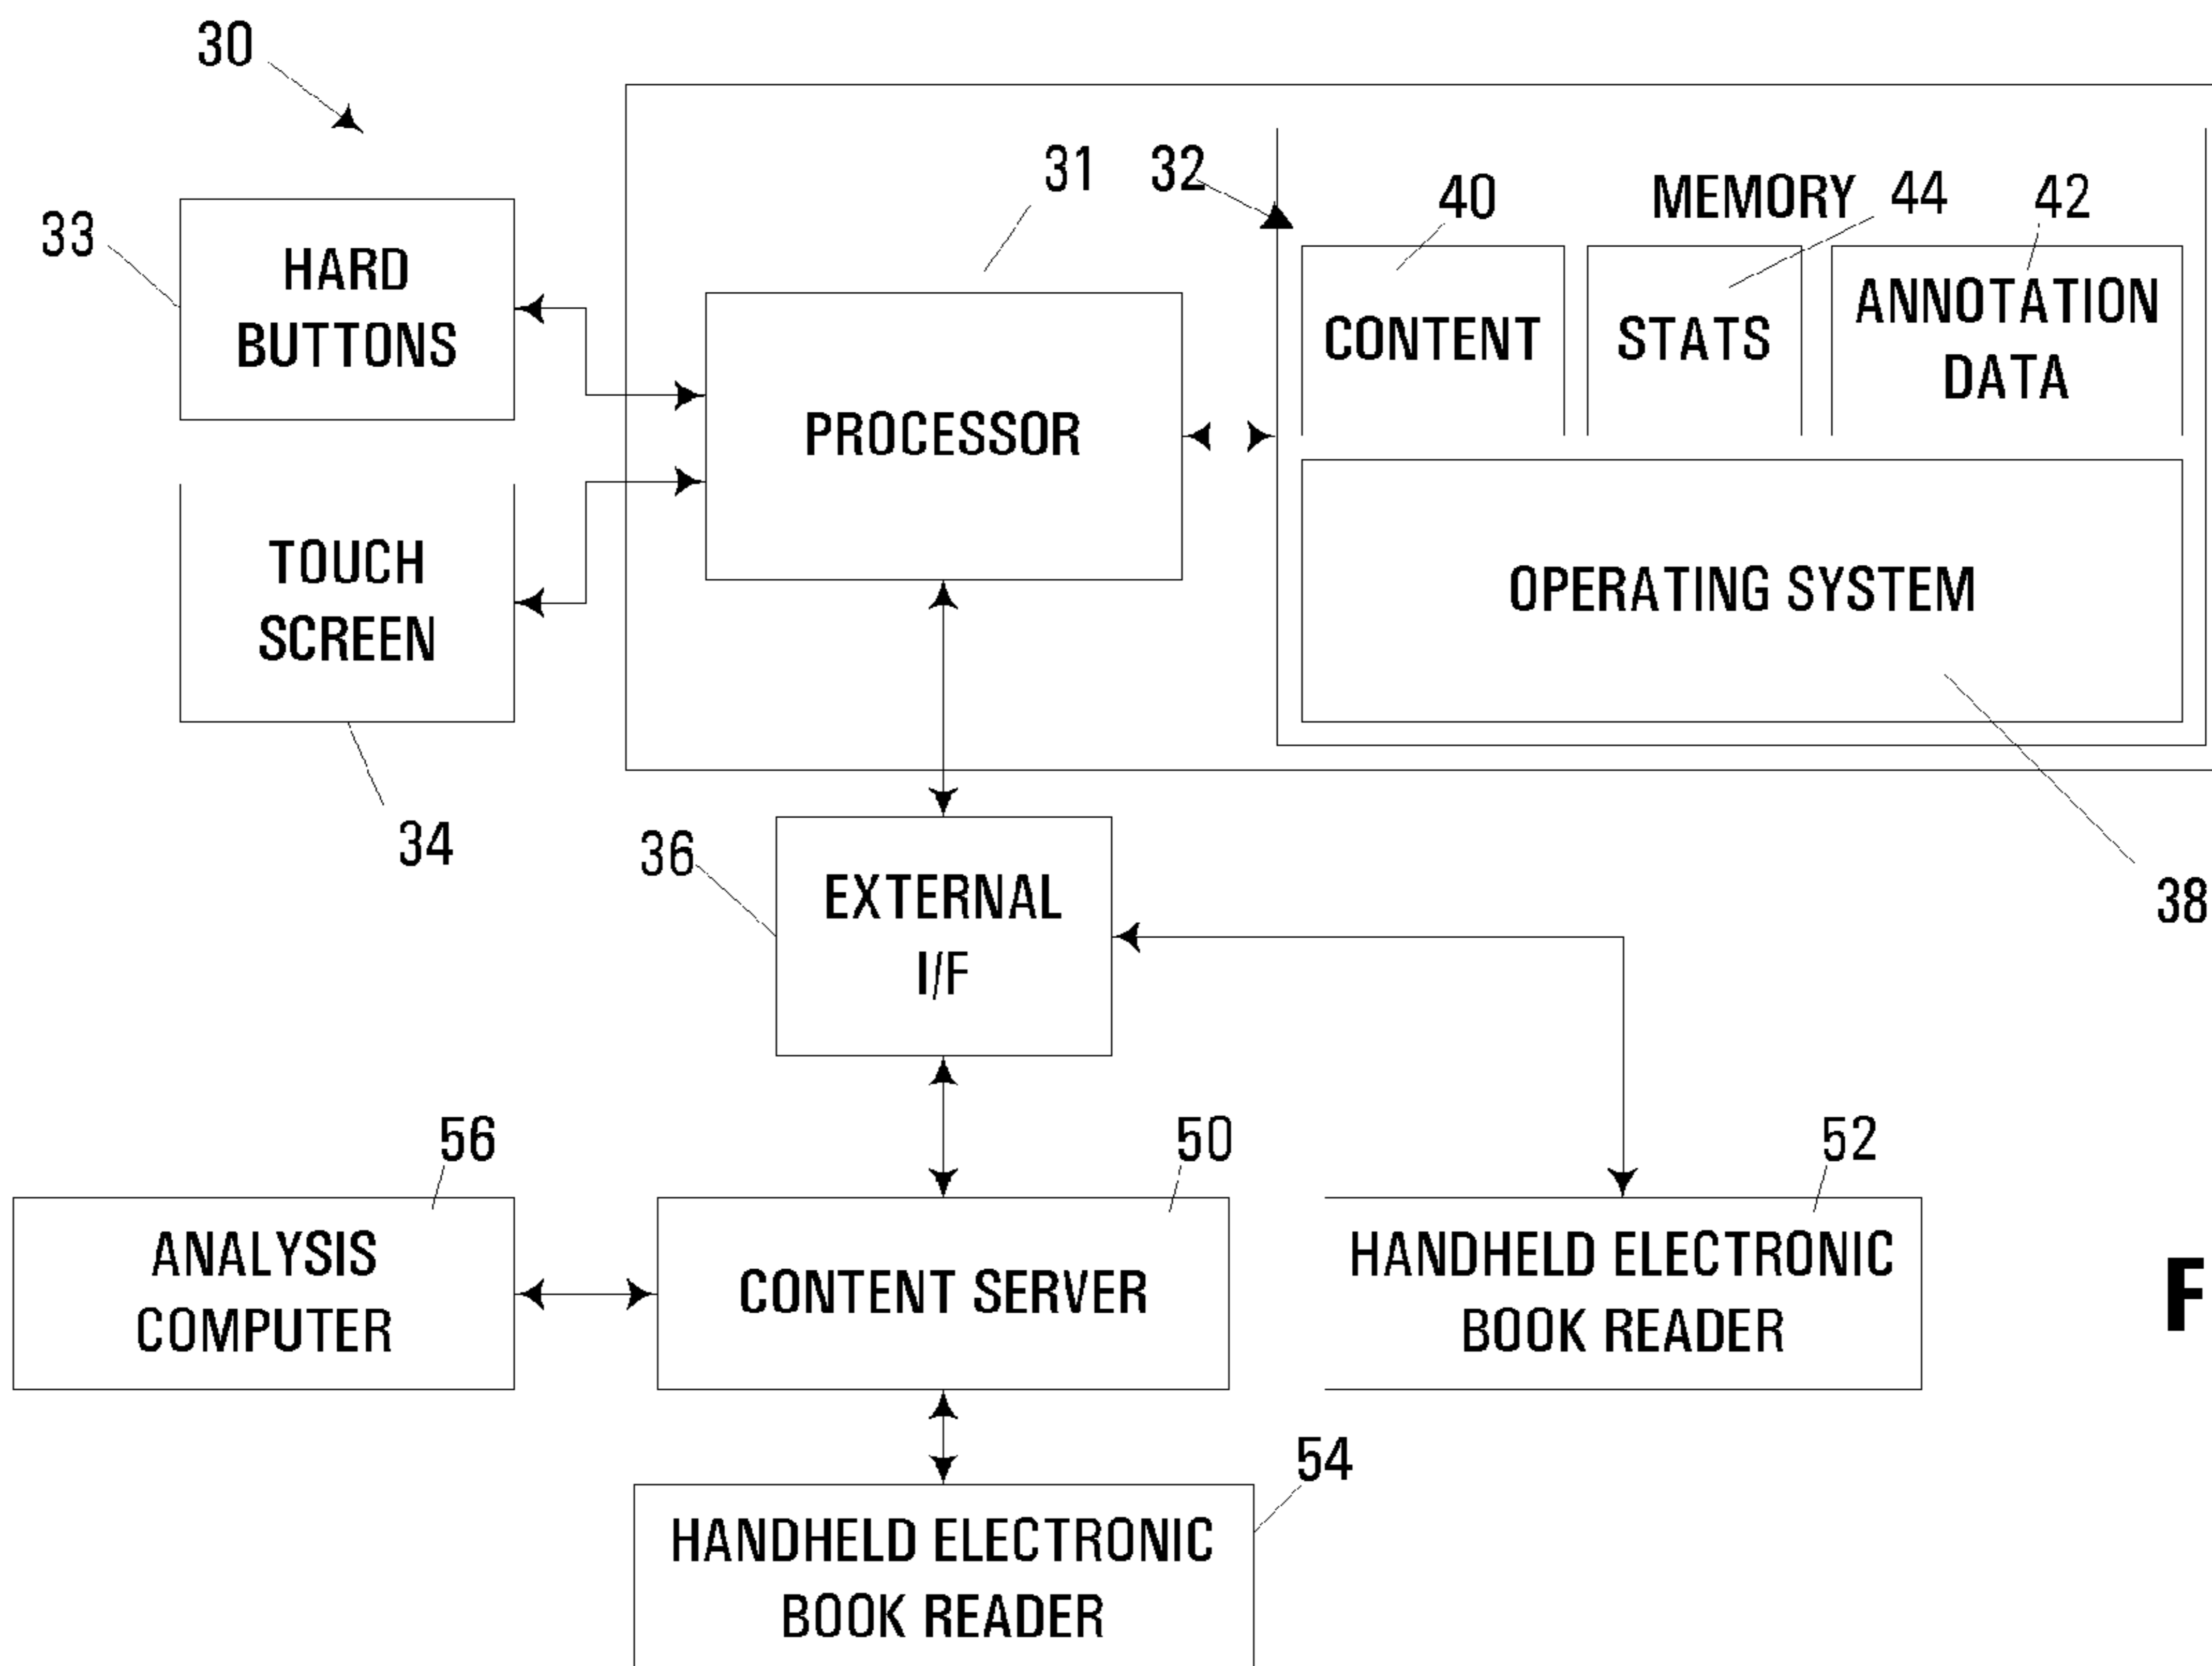 30
31
32
40
MEMORY
44
42
33
HARD
BUTTONS
CONTENT
STATS
ANNOTATION
DATA
PROCESSOR
TOUCH
SCREEN
OPERATING SYSTEM
34
36
EXTERNAL
I/F
38
56
50
52
ANALYSIS
COMPUTER
CONTENT SERVER
HANDHELD ELECTRONIC
BOOK READER
F
54
HANDHELD ELECTRONIC
BOOK READER